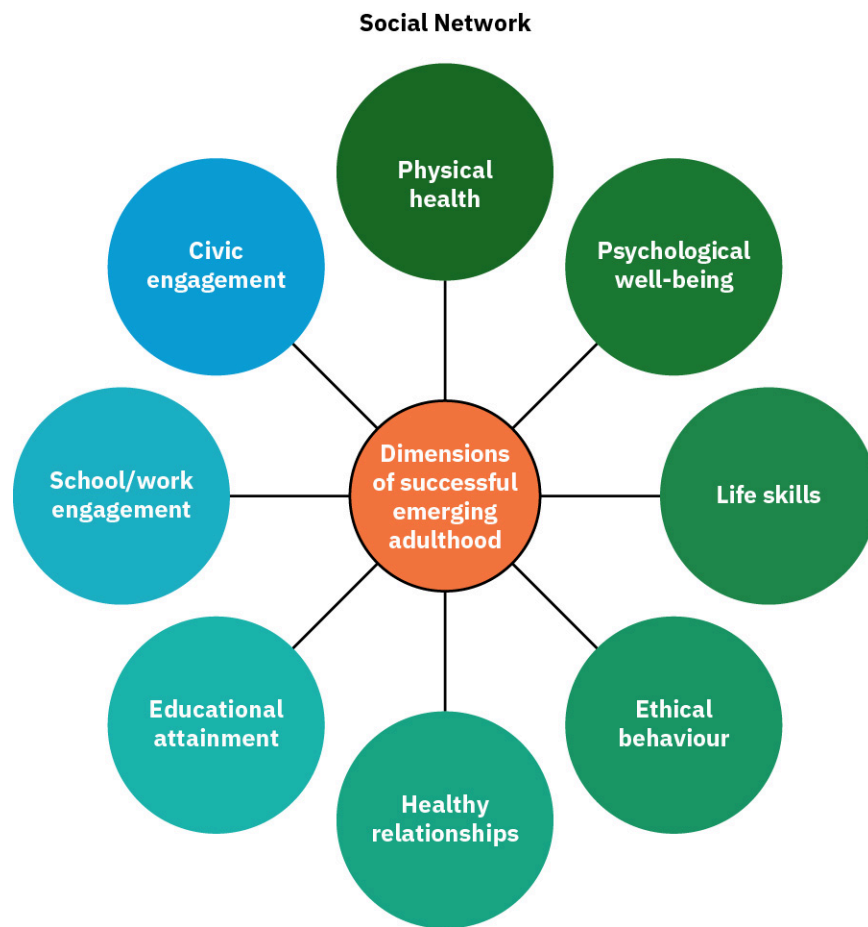 Social Network
Physical
health
Psychological
well-being
Life skills
Ethical
behaviour
Healthy
relationships
Educational
attainment
School/work
engagement
Civic
engagement
Dimensions
of successful
emerging
adulthood